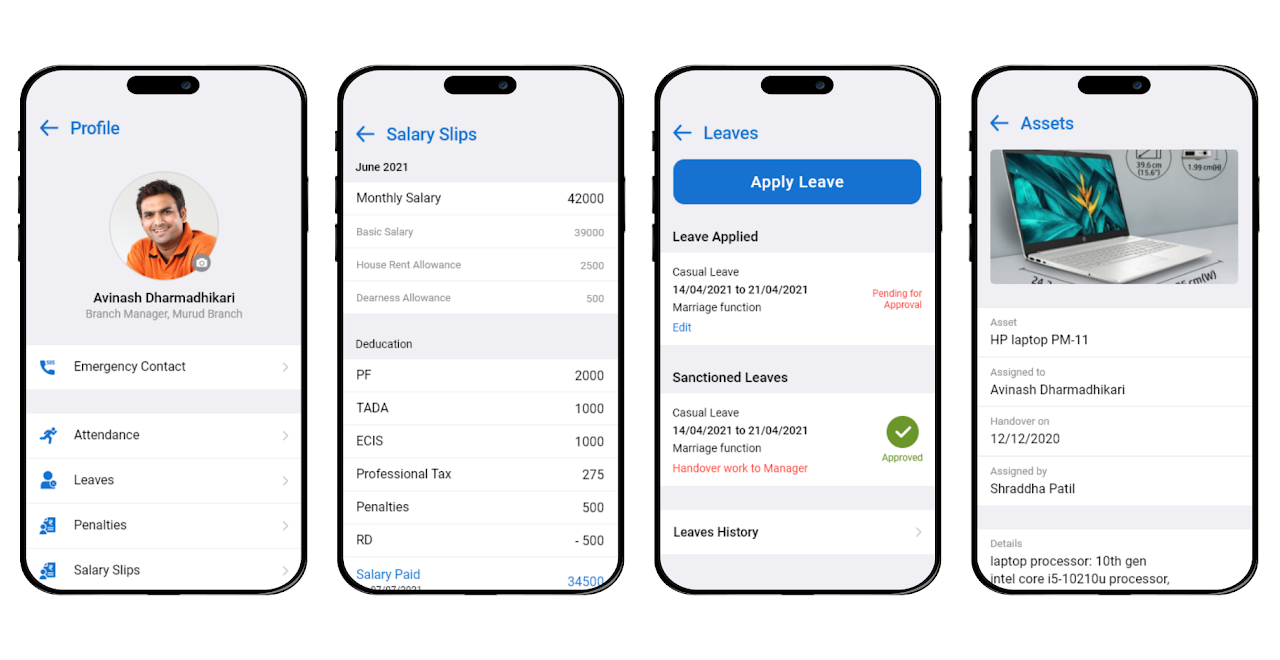 Profile
Avinash Dharmadhikari
Branch Manager, Murud Branch
SOS
Emergency Contact
Attendance
Leaves
Penalties
Salary Slips
Salary Slips
June 2021
Monthly Salary 42000
Basic Salary 39000
House Rent Allowance 2500
Dearness Allowance 500
Deducation
PF 2000
TADA 1000
ECIS 1000
Professional Tax 275
Penalties 500
RD - 500
Salary Paid 34500
07/07/2021
Leaves
Apply Leave
Leave Applied
Casual Leave
14/04/2021 to 21/04/2021
Marriage function
Pending for
Approval
Edit
Sanctioned Leaves
Casual Leave
14/04/2021 to 21/04/2021
Marriage function
Handover work to Manager
Approved
Leaves History
Assets
39.6 cm
(15.6")
1.99 cm(H)
cm(W)
Asset
HP laptop PM-11
Assigned to
Avinash Dharmadhikari
Handover on
12/12/2020
Assigned by
Shraddha Patil
Details
laptop processor: 10th gen
intel core i5-10210u processor,